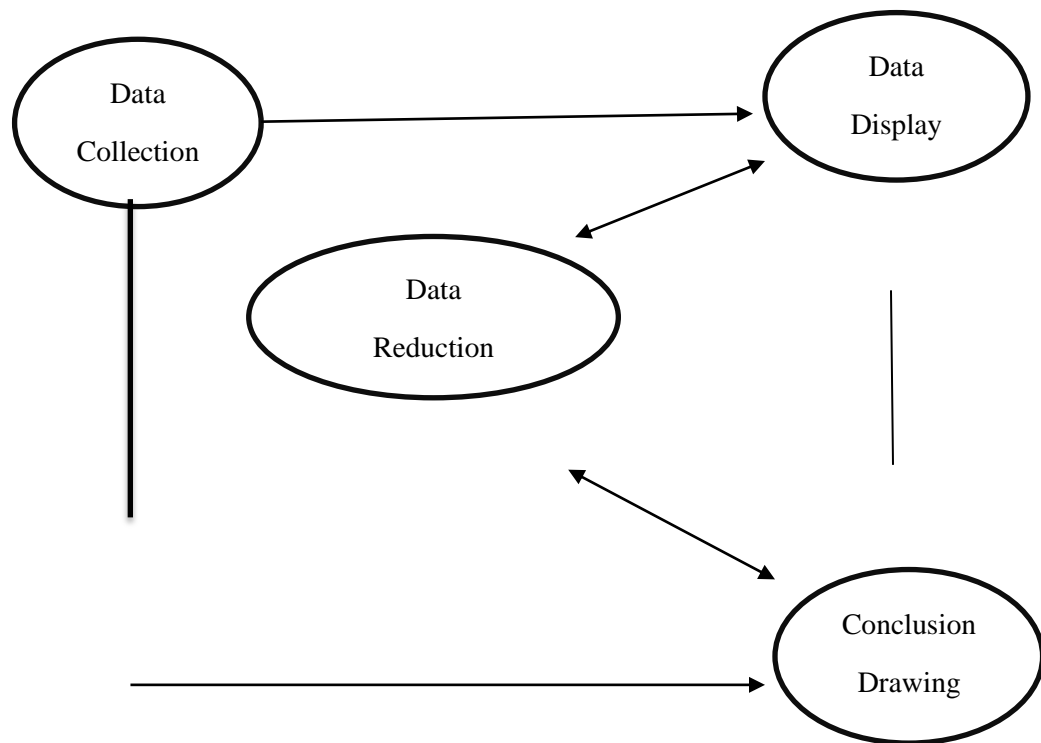 Data
Collection
Data
Display
Data
Reduction
Conclusion
Drawing